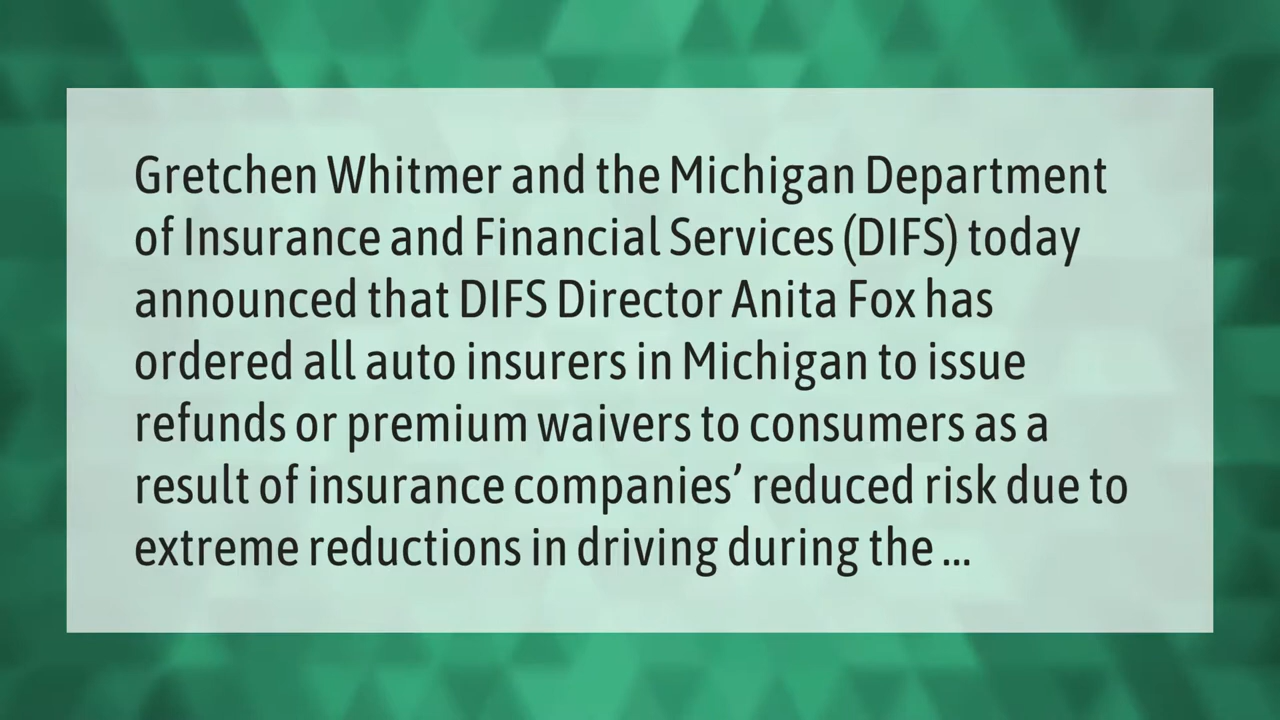 Gretchen Whitmer and the Michigan Department
of Insurance and Financial Services (DIFS) today
announced that DIFS Director Anita Fox has
ordered all auto insurers in Michigan to issue
refunds or premium waivers to consumers as a
result of insurance companies’ reduced risk due to
extreme reductions in driving during the ...